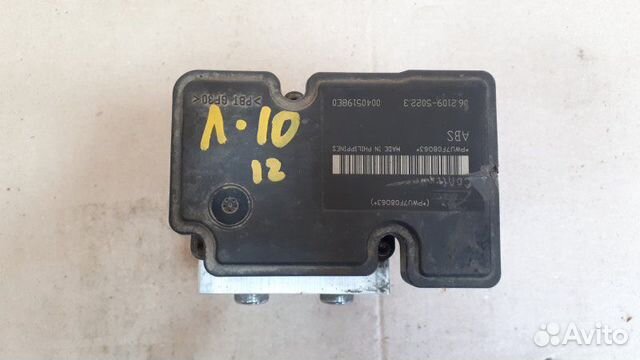 >PBT GF30<
Л-10
12
06.2109-5022.3
00405198E0
ABS
*PWU7F08063*
MADE IN PHILIPPINES
(*PWU7F08063*)
Avito